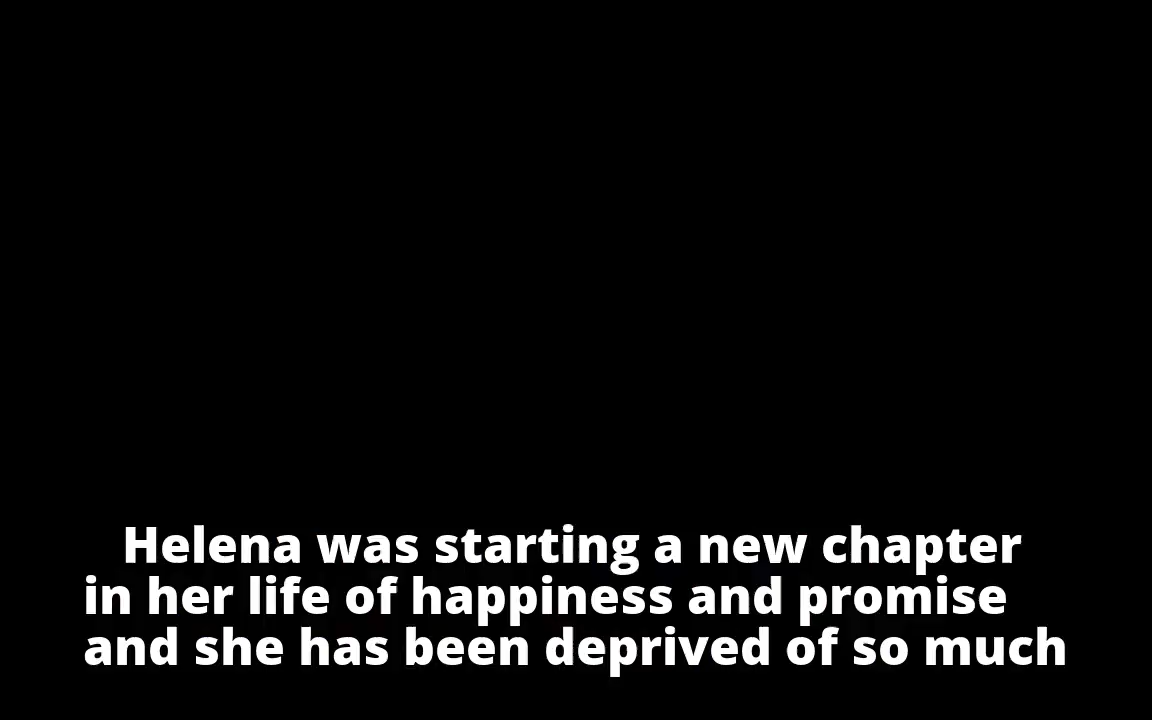 Helena was starting a new chapter
in her life of happiness and promise
and she has been deprived of so much